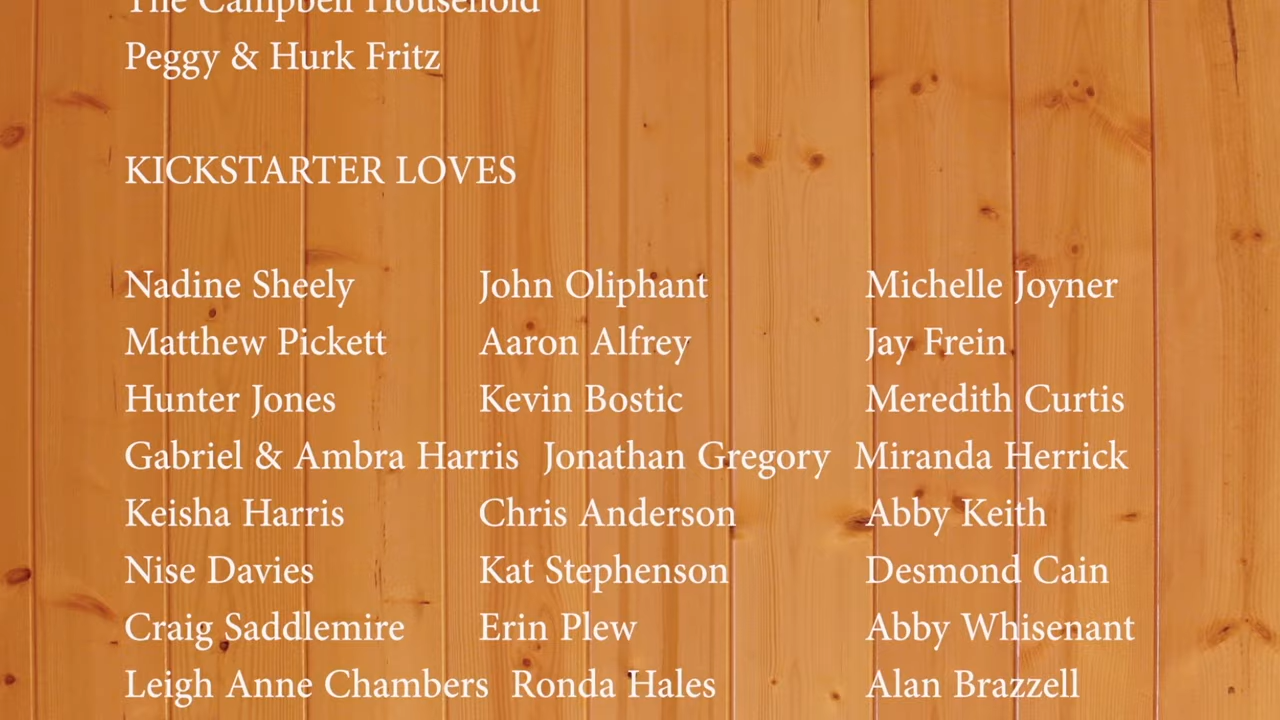 The Campbell Household
Peggy & Hurk Fritz
KICKSTARTER LOVES
Nadine Sheely John Oliphant Michelle Joyner
Matthew Pickett Aaron Alfrey Jay Frein
Hunter Jones Kevin Bostic Meredith Curtis
Gabriel & Ambra Harris Jonathan Gregory Miranda Herrick
Keisha Harris Chris Anderson Abby Keith
Nise Davies Kat Stephenson Desmond Cain
Craig Saddlemire Erin Plew Abby Whisenant
Leigh Anne Chambers Ronda Hales Alan Brazzell